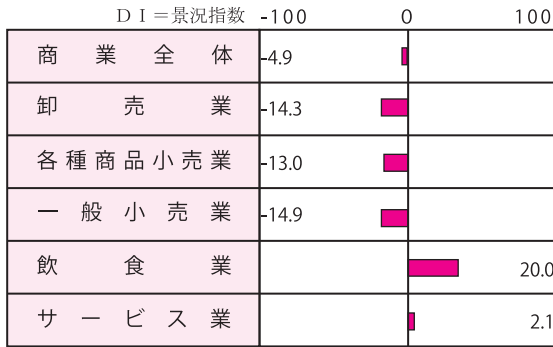 ＤＩ＝景況指数 -100 0 100
商業全体 -4.9
卸売業 -14.3
各種商品小売業 -13.0
一般小売業 -14.9
飲食業 20.0
サービス業 2.1